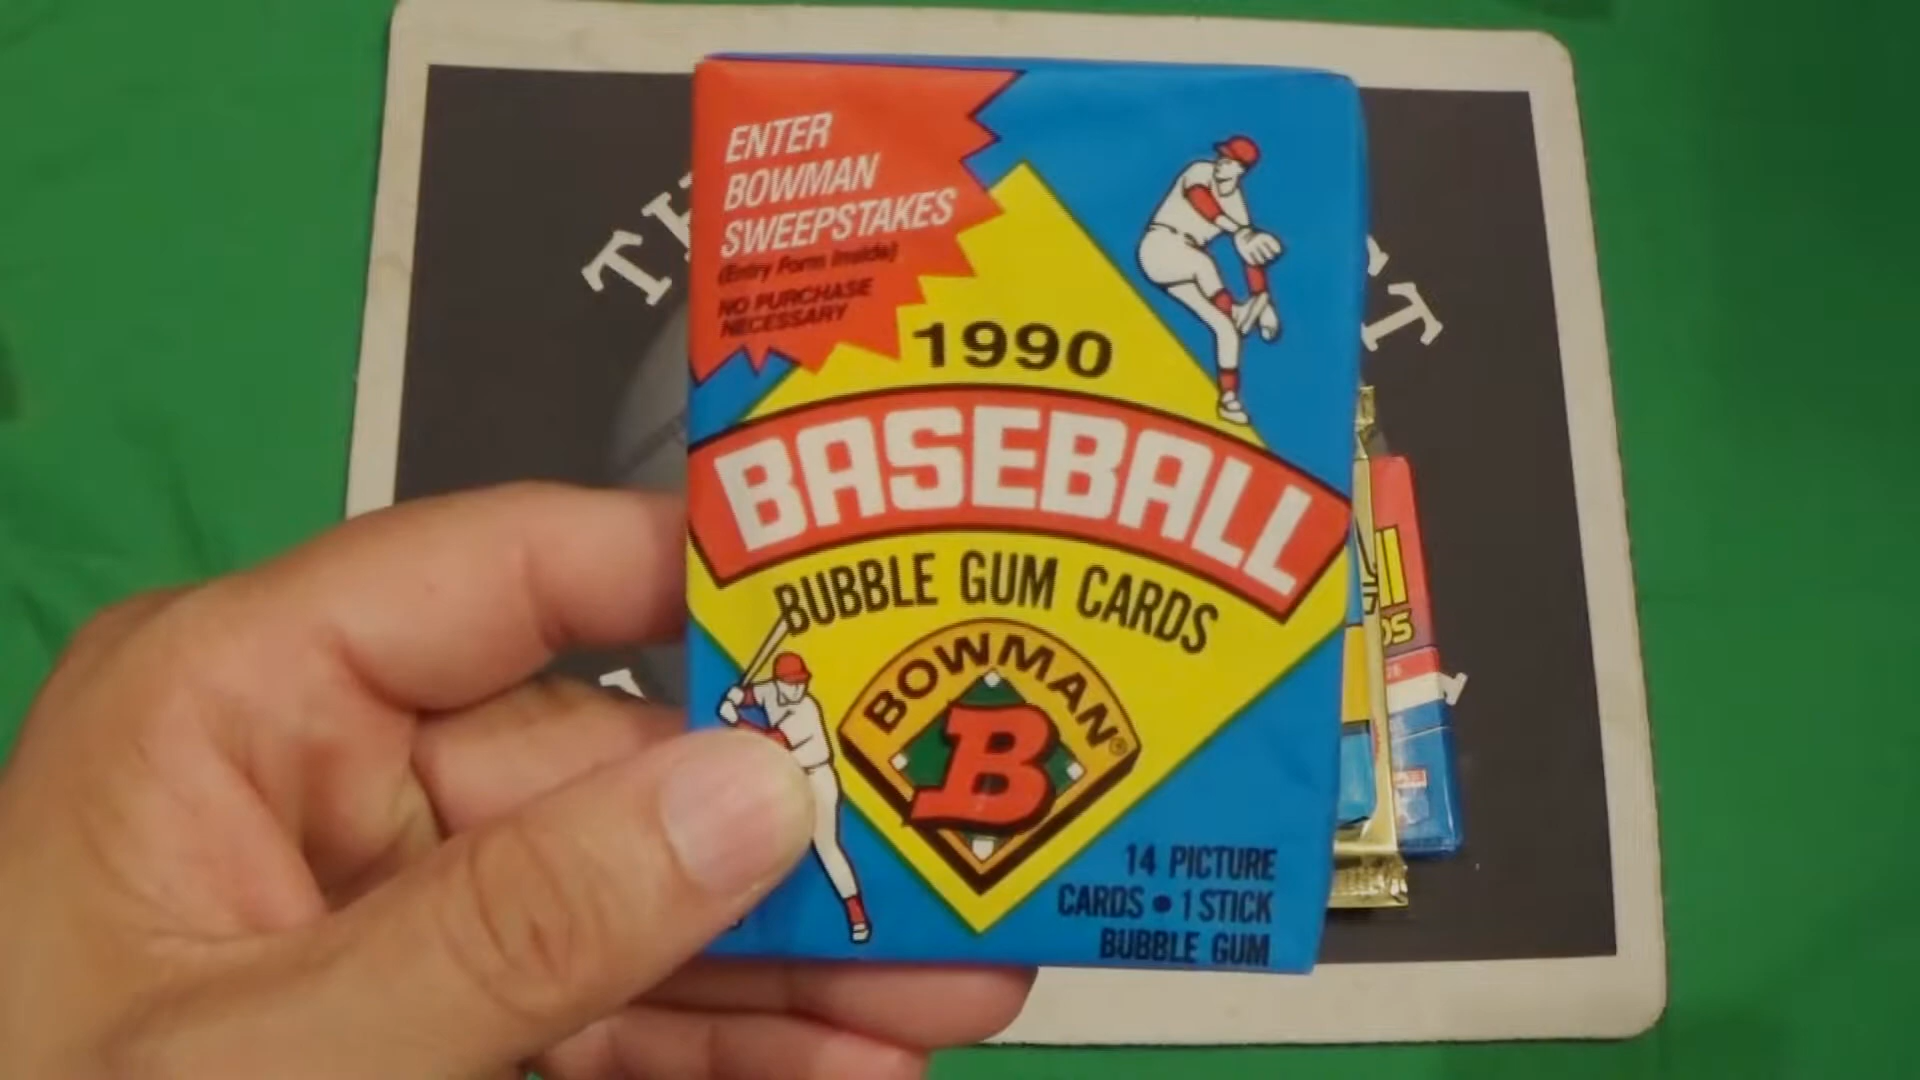 ENTER
BOWMAN
SWEEPSTAKES
(Entry Form Inside)
NO PURCHASE
NECESSARY
1990
BASEBALL
BUBBLE GUM CARDS
BOWMAN®
B
14 PICTURE
CARDS • 1 STICK
BUBBLE GUM